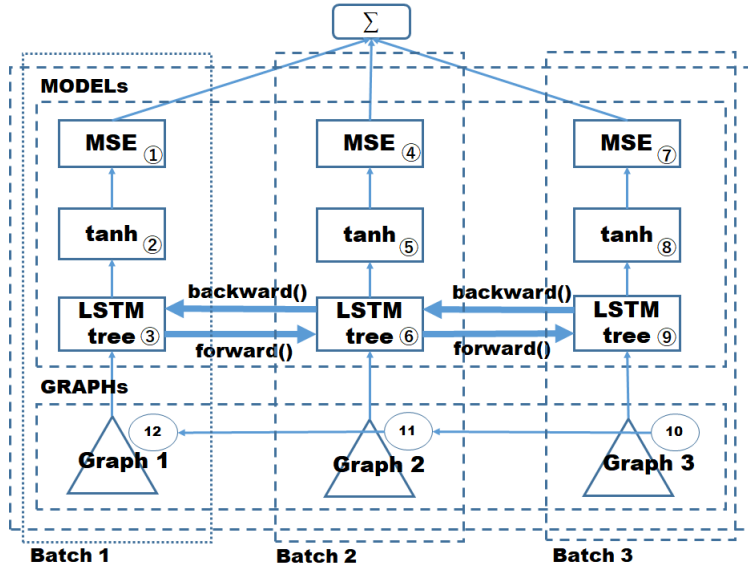 ∑
MODELs
MSE ①
MSE ④
MSE ⑦
tanh ②
tanh ⑤
tanh ⑧
backward()
backward()
LSTM
tree ③
LSTM
tree ⑥
LSTM
tree ⑨
forward()
forward()
GRAPHs
12
11
10
Graph 1
Graph 2
Graph 3
Batch 1
Batch 2
Batch 3